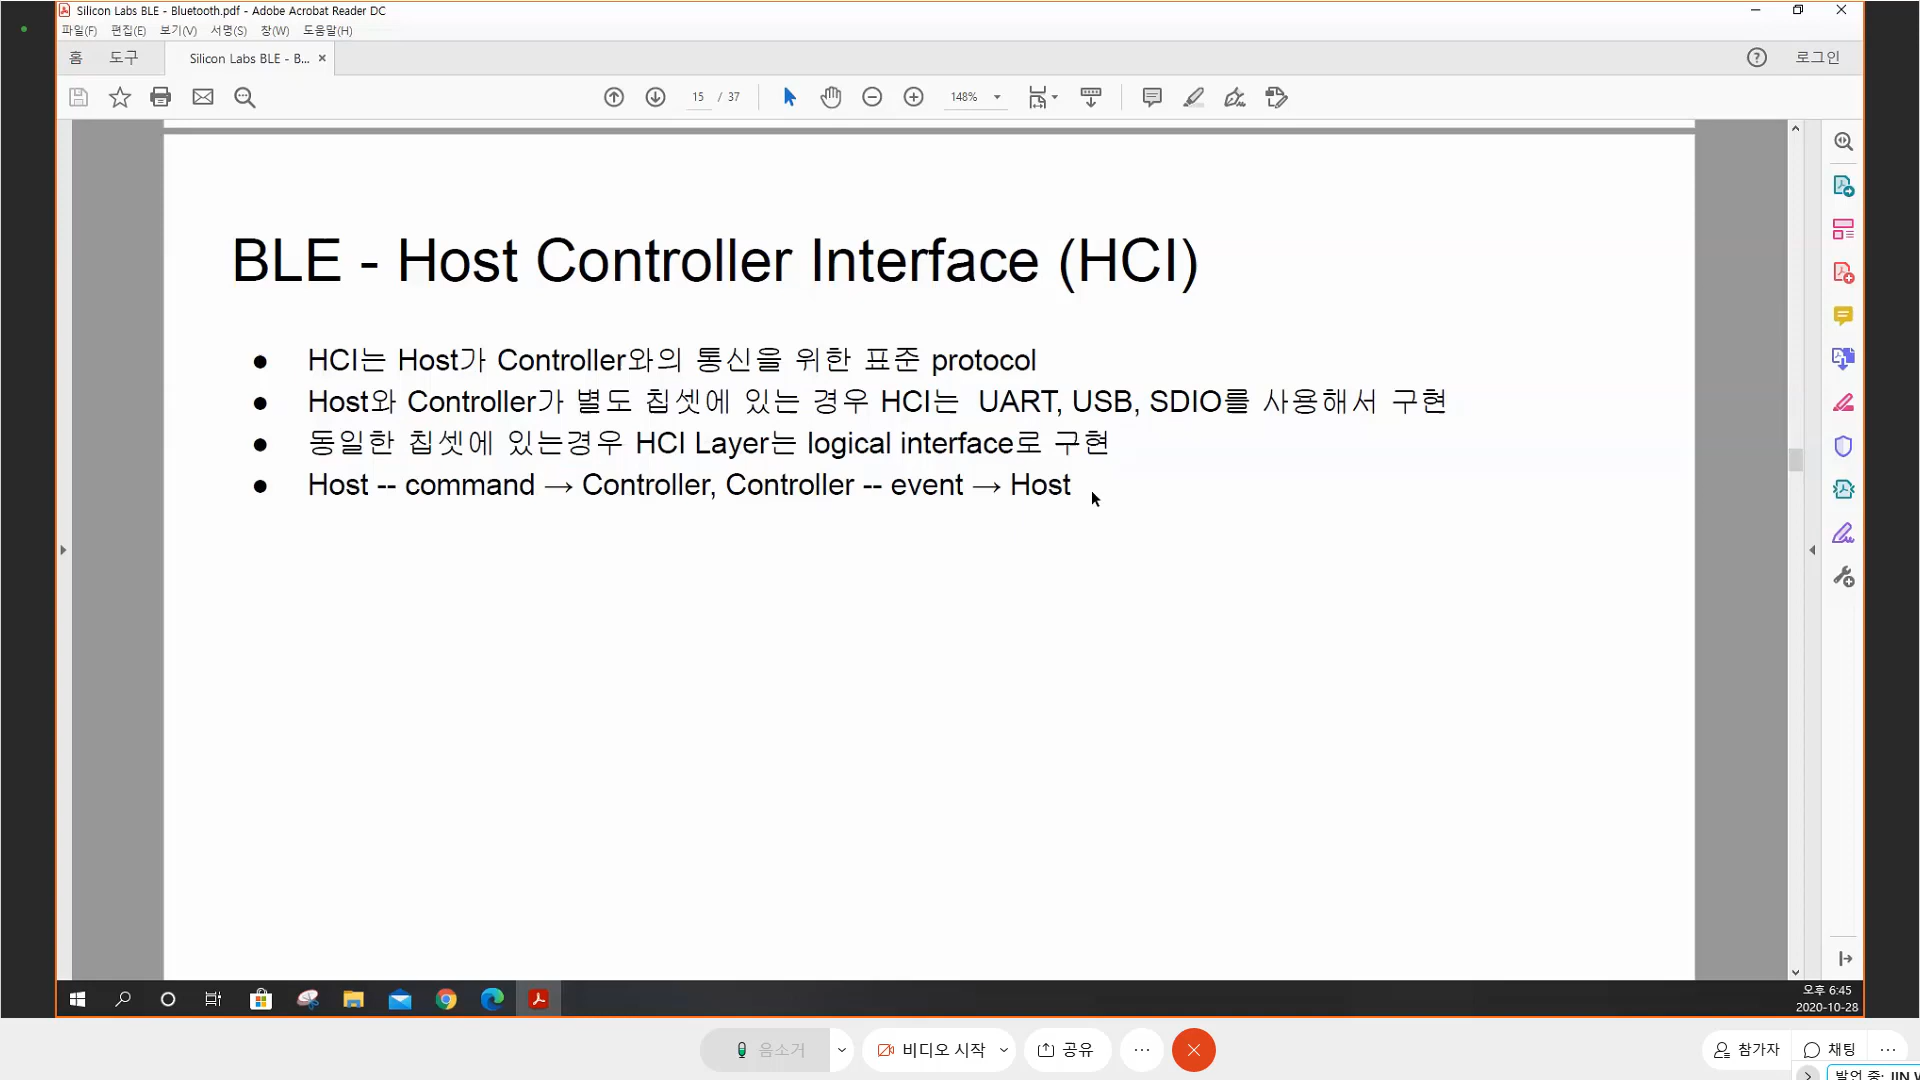 Silicon Labs BLE - Bluetooth.pdf - Adobe Acrobat Reader DC
파일(F) 편집(E) 보기(V) 서명(S) 창(W) 도움말(H)
홈 도구 Silicon Labs BLE - B... × 로그인
15 / 37 148%
BLE - Host Controller Interface (HCI)
● HCI는 Host가 Controller와의 통신을 위한 표준 protocol
● Host와 Controller가 별도 칩셋에 있는 경우 HCI는 UART, USB, SDIO를 사용해서 구현
● 동일한 칩셋에 있는경우 HCI Layer는 logical interface로 구현
● Host -- command → Controller, Controller -- event → Host
오후 6:45
2020-10-28
음소거 비디오 시작 공유 ... 참가자 채팅 ...
발언 중: JIN